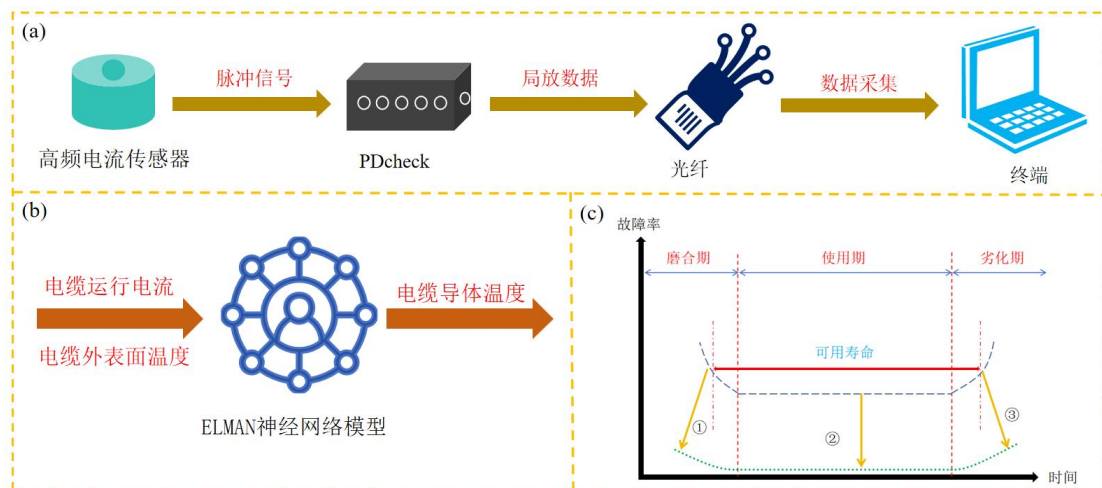 (a)
脉冲信号
局放数据
数据采集
高频电流传感器
PDcheck
光纤
终端
(b)
电缆运行电流
电缆外表面温度
电缆导体温度
ELMAN神经网络模型
(c)
故障率
磨合期
使用期
劣化期
可用寿命
①
②
③
时间